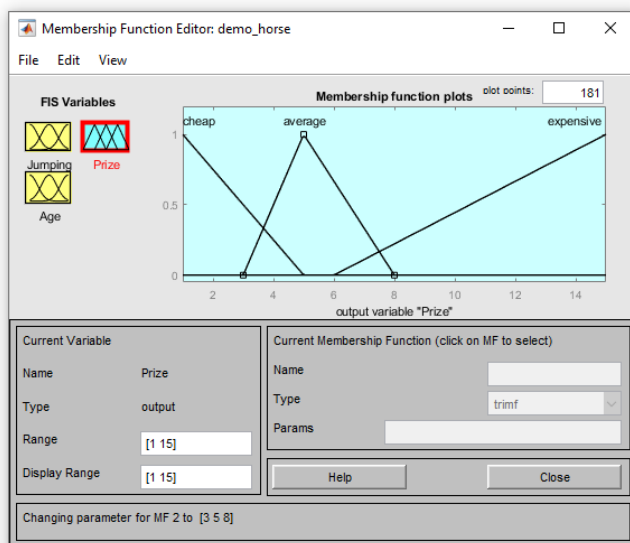 Membership Function Editor: demo_horse
File Edit View
FIS Variables
Jumping
Prize
Age
Membership function plots
plot points:
181
cheap
average
expensive
1
0.5
0
2 4 6 8 10 12 14
output variable "Prize"
Current Variable
Name Prize
Type output
Range [1 15]
Display Range [1 15]
Current Membership Function (click on MF to select)
Name
Type trimf
Params
Help
Close
Changing parameter for MF 2 to [3 5 8]